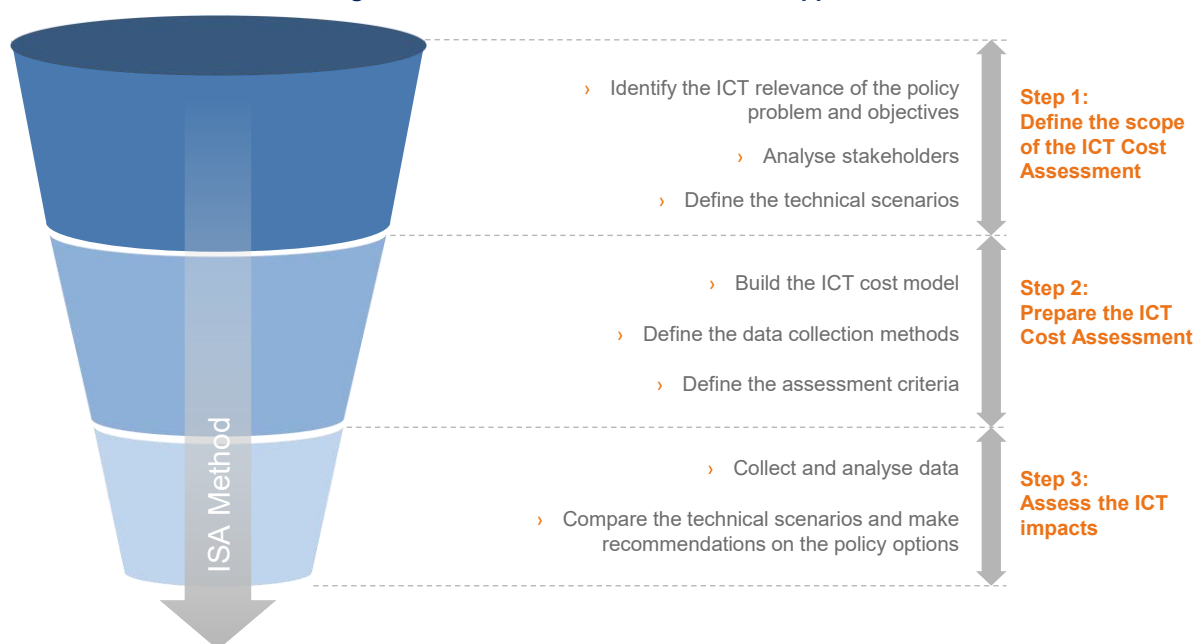 › Identify the ICT relevance of the policy
problem and objectives
› Analyse stakeholders
› Define the technical scenarios
Step 1:
Define the scope
of the ICT Cost
Assessment
› Build the ICT cost model
› Define the data collection methods
› Define the assessment criteria
Step 2:
Prepare the ICT
Cost Assessment
› Collect and analyse data
› Compare the technical scenarios and make
recommendations on the policy options
Step 3:
Assess the ICT
impacts
ISA Method